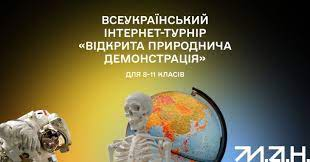 ВСЕУКРАЇНСЬКИЙ
ІНТЕРНЕТ-ТУРНІР
«ВІДКРИТА ПРИРОДНИЧА
ДЕМОНСТРАЦІЯ»
ДЛЯ 8-11 КЛАСІВ
М.А.Н.